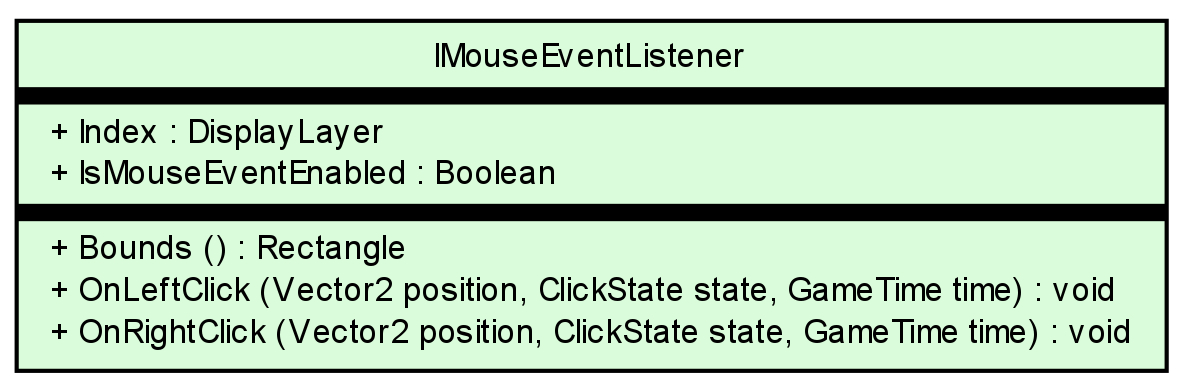 IMouseEventListener
+ Index : DisplayLayer
+ IsMouseEventEnabled : Boolean
+ Bounds () : Rectangle
+ OnLeftClick (Vector2 position, ClickState state, GameTime time) : void
+ OnRightClick (Vector2 position, ClickState state, GameTime time) : void